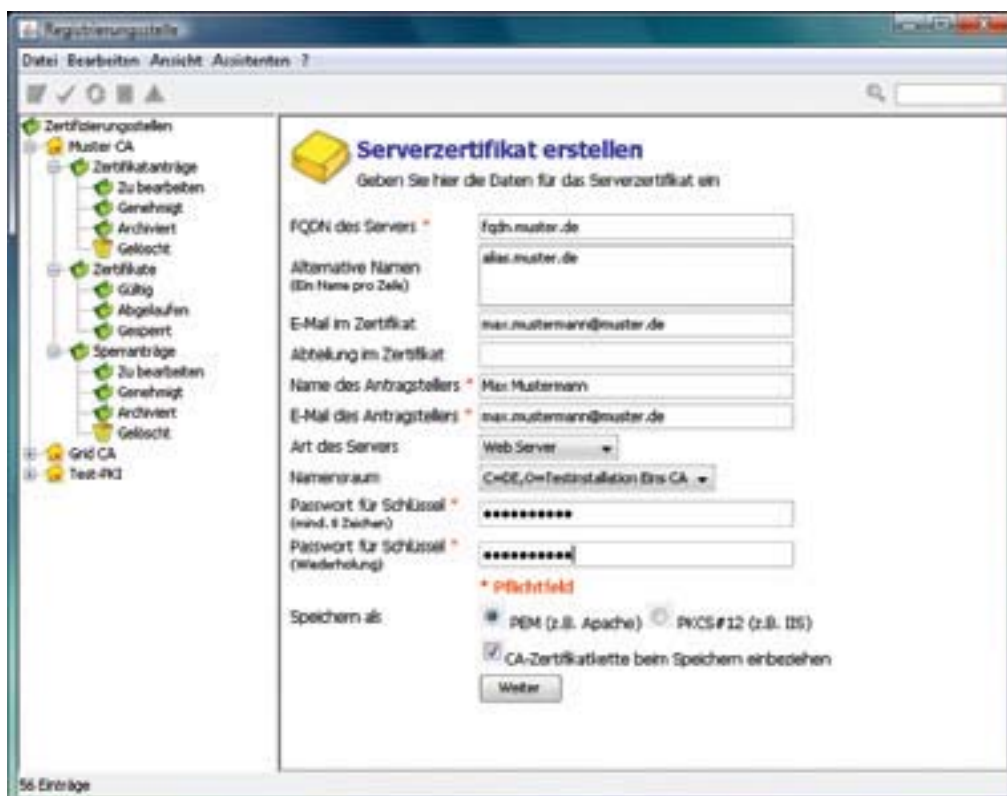 Registrierungsstelle
Datei Bearbeiten Ansicht Assistenten ?
Zertifizierungsstellen
Muster CA
Zertifikatanträge
Zu bearbeiten
Genehmigt
Archiviert
Gelöscht
Zertifikate
Gültig
Abgelaufen
Gesperrt
Sperranträge
Zu bearbeiten
Genehmigt
Archiviert
Gelöscht
Grid CA
Test-PKI
Serverzertifikat erstellen
Geben Sie hier die Daten für das Serverzertifikat ein
FQDN des Servers * fqdn.muster.de
Alternative Namen alias.muster.de
(Ein Name pro Zeile)
E-Mail im Zertifikat max.mustermann@muster.de
Abteilung im Zertifikat
Name des Antragstellers * Max Mustermann
E-Mail des Antragstellers * max.mustermann@muster.de
Art des Servers Web Server
Namensraum C=DE,O=Testinstallation Eins CA
Passwort für Schlüssel * ••••••••••
(mind. 8 Zeichen)
Passwort für Schlüssel * ••••••••••
(Wiederholung)
* Pflichtfeld
Speichern als PEM (z.B. Apache) PKCS#12 (z.B. IIS)
CA-Zertifikatkette beim Speichern einbeziehen
Weiter
56 Einträge